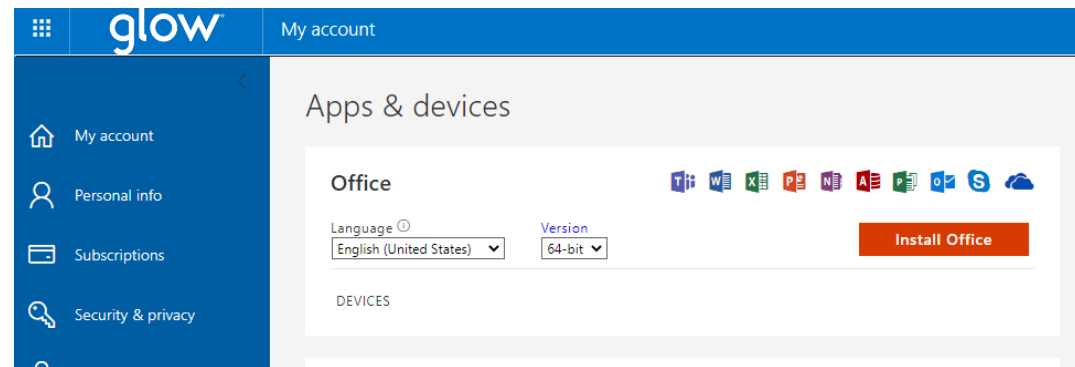 glow
My account
My account
Personal info
Subscriptions
Security & privacy
Apps & devices
Office
Language
Version
English (United States)
64-bit
Install Office
DEVICES